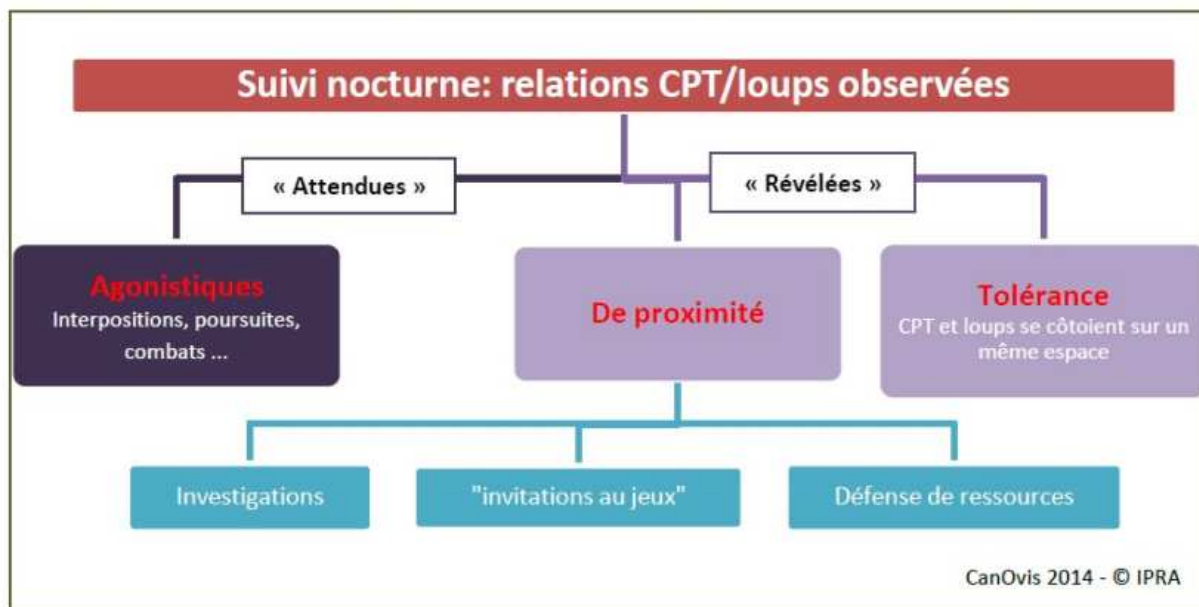 Suivi nocturne: relations CPT/loups observées
« Attendues »
« Révélées »
Agonistiques
Interpositions, poursuites,
combats ...
De proximité
Tolérance
CPT et loups se côtoient sur un
même espace
Investigations
"invitations au jeux"
Défense de ressources
CanOvis 2014 - © IPRA